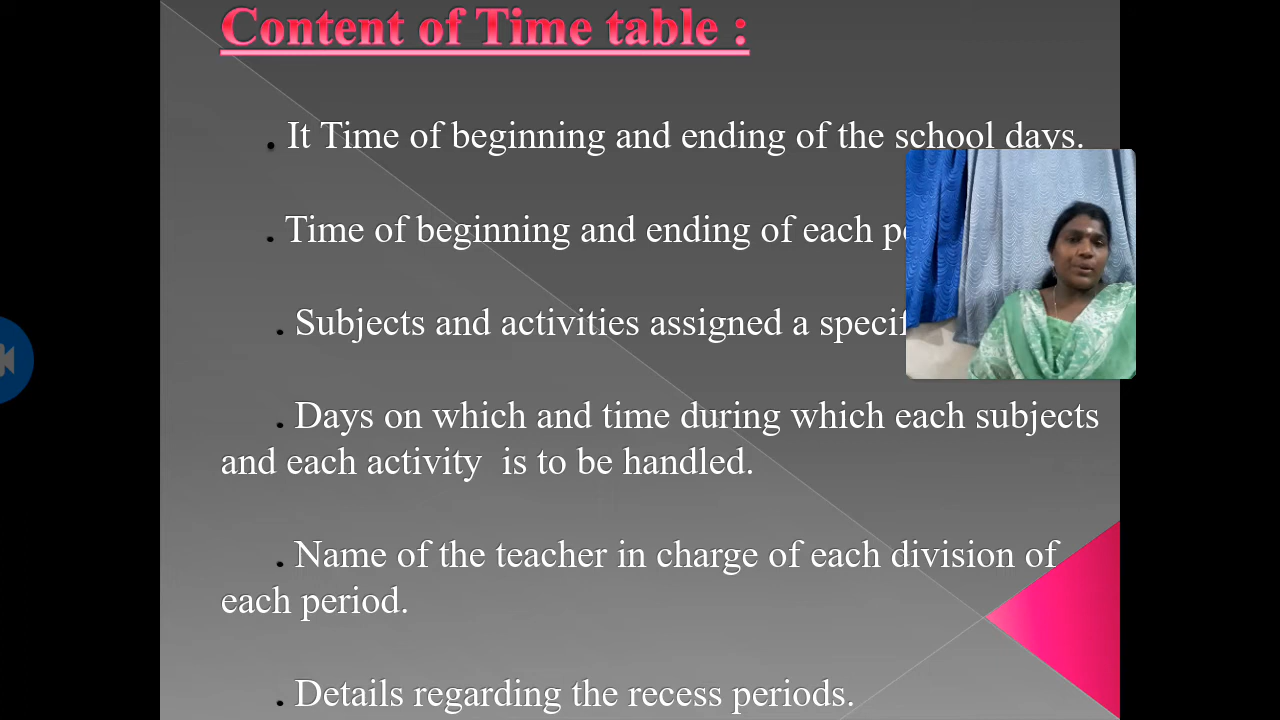 Content of Time table :
. It Time of beginning and ending of the school days.
. Time of beginning and ending of each
. Subjects and activities assigned a
. Days on which and time during which each subjects
and each activity is to be handled.
. Name of the teacher in charge of each division of
each period.
. Details regarding the recess periods.